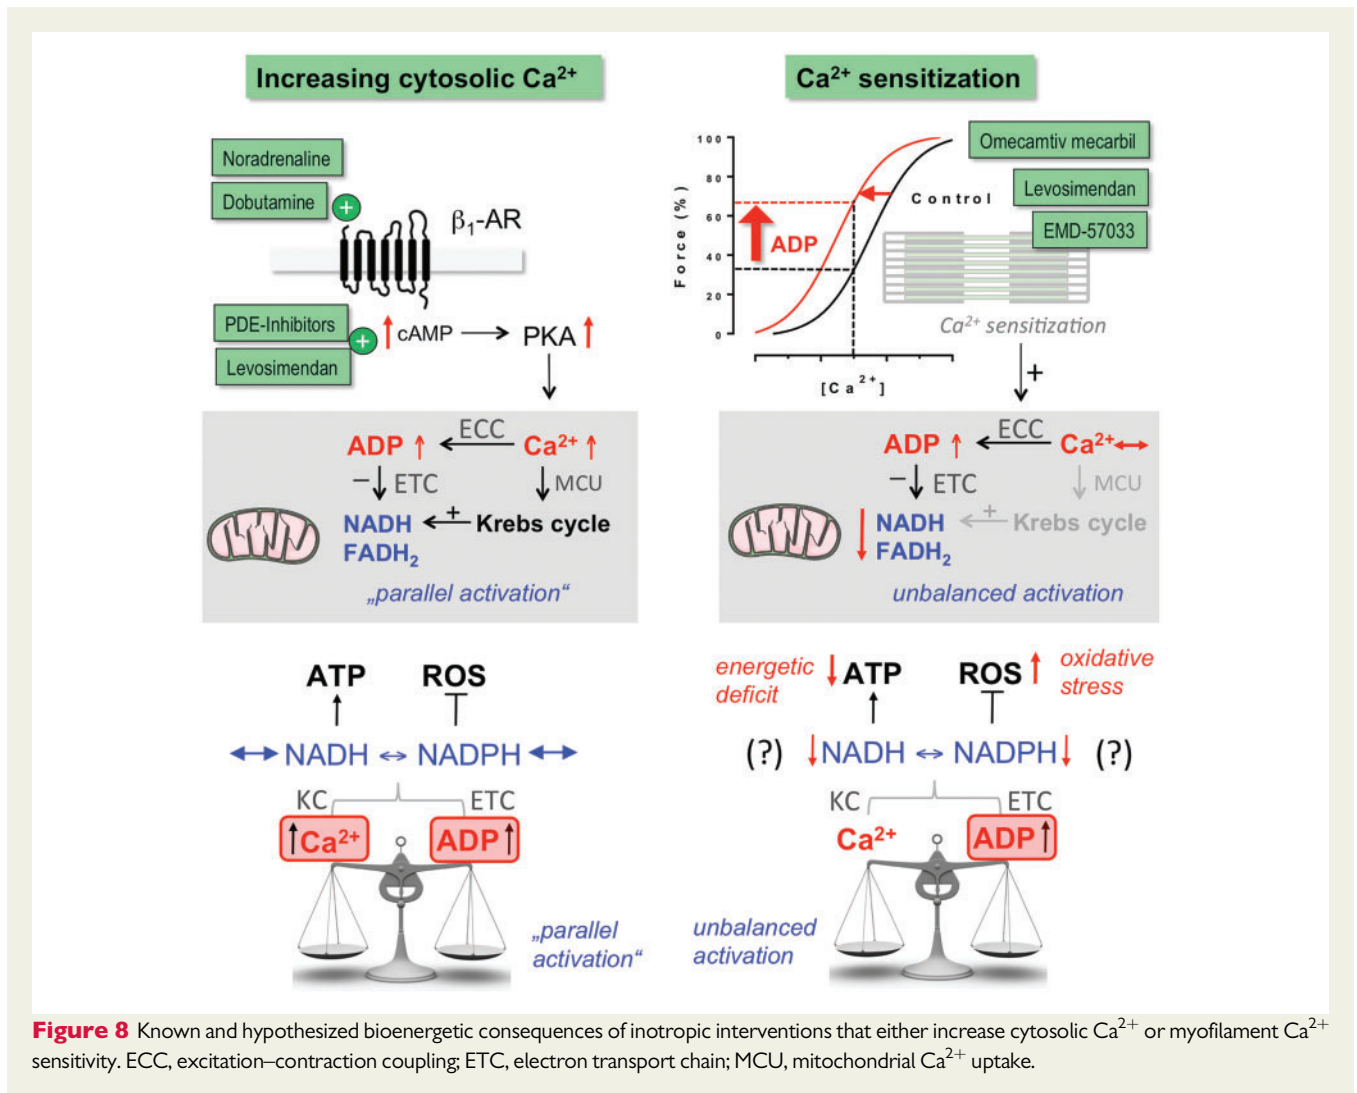 Increasing cytosolic Ca²⁺
Noradrenaline
Dobutamine
+
β₁-AR
PDE-Inhibitors
Levosimendan
+
cAMP
PKA
ADP
ECC
Ca²⁺
–
ETC
MCU
NADH
+
Krebs cycle
FADH₂
„parallel activation“
ATP
ROS
NADH
NADPH
KC
ETC
Ca²⁺
ADP
„parallel
activation“
Ca²⁺ sensitization
Omecamtiv mecarbil
Levosimendan
EMD-57033
Control
ADP
Force (%)
100
80
60
40
20
0
[Ca²⁺]
Ca²⁺ sensitization
+
ADP
ECC
Ca²⁺
–
ETC
MCU
NADH
+
Krebs cycle
FADH₂
unbalanced activation
energetic
deficit
ATP
ROS
oxidative
stress
(?)
NADH
NADPH
(?)
KC
ETC
Ca²⁺
ADP
unbalanced
activation
Figure 8 Known and hypothesized bioenergetic consequences of inotropic interventions that either increase cytosolic Ca²⁺ or myofilament Ca²⁺
sensitivity. ECC, excitation–contraction coupling; ETC, electron transport chain; MCU, mitochondrial Ca²⁺ uptake.